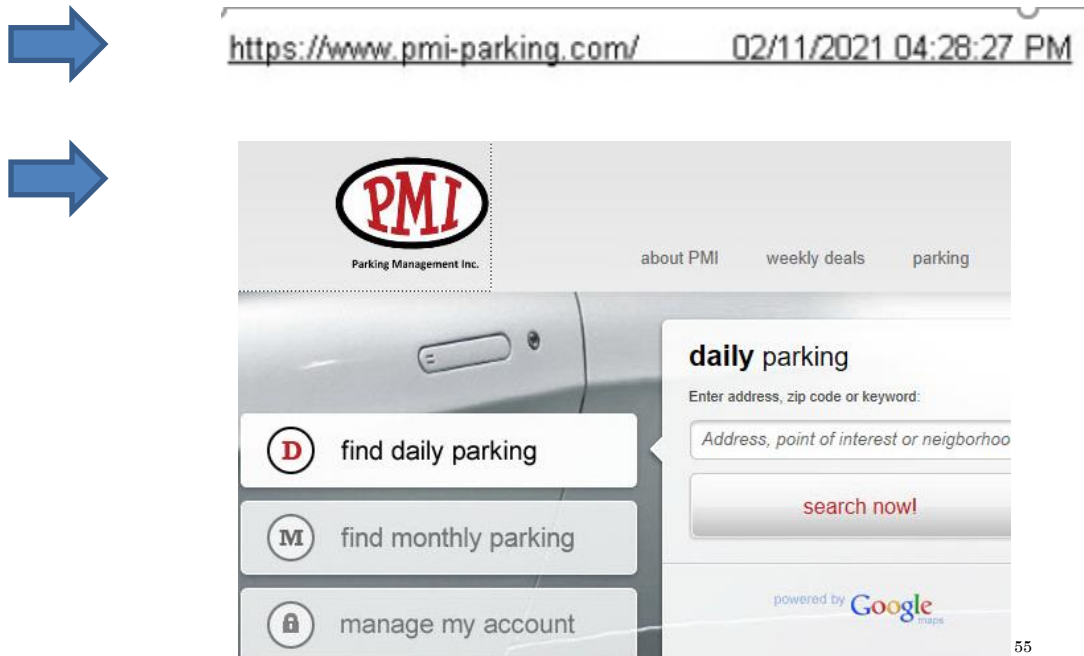 https://www.pmi-parking.com/ 02/11/2021 04:28:27 PM
PMI
Parking Management Inc.
about PMI weekly deals parking
daily parking
Enter address, zip code or keyword:
Address, point of interest or neigborhoo
D find daily parking
search now!
M find monthly parking
powered by Google
maps
manage my account
55